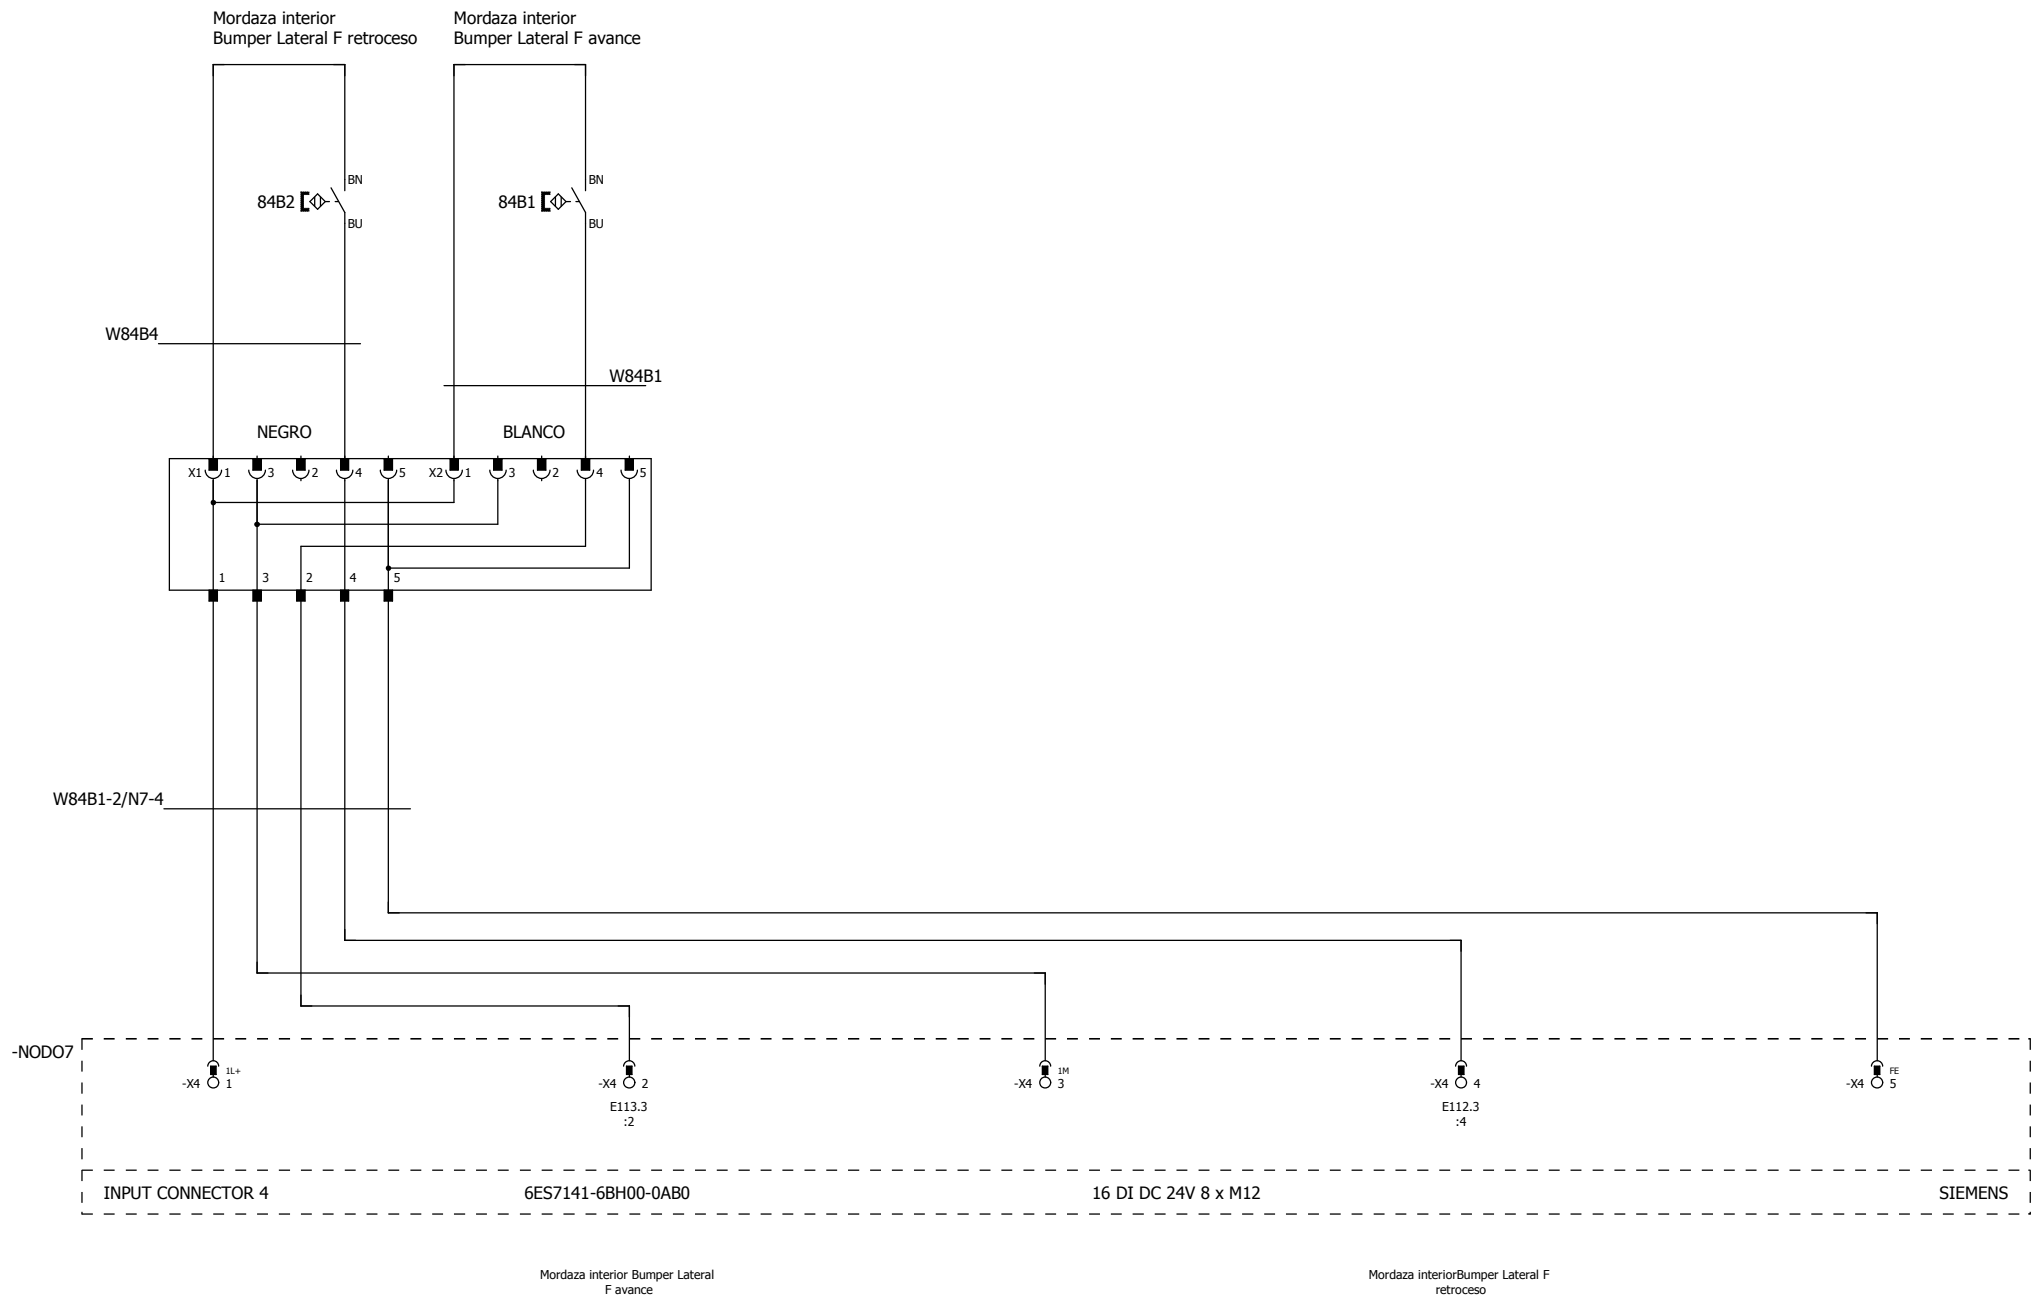 Mordaza interior
Bumper Lateral F retroceso
Mordaza interior
Bumper Lateral F avance
BN
84B2
BU
BN
84B1
BU
W84B4
W84B1
NEGRO
BLANCO
X1 1 3 2 4 5 X2 1 3 2 4 5
1 3 2 4 5
W84B1-2/N7-4
-NODO7
1L+
-X4 1
-X4 2
E113.3
:2
1M
-X4 3
-X4 4
E112.3
:4
FE
-X4 5
INPUT CONNECTOR 4
6ES7141-6BH00-0AB0
16 DI DC 24V 8 x M12
SIEMENS
Mordaza interior Bumper Lateral
F avance
Mordaza interiorBumper Lateral F
retroceso